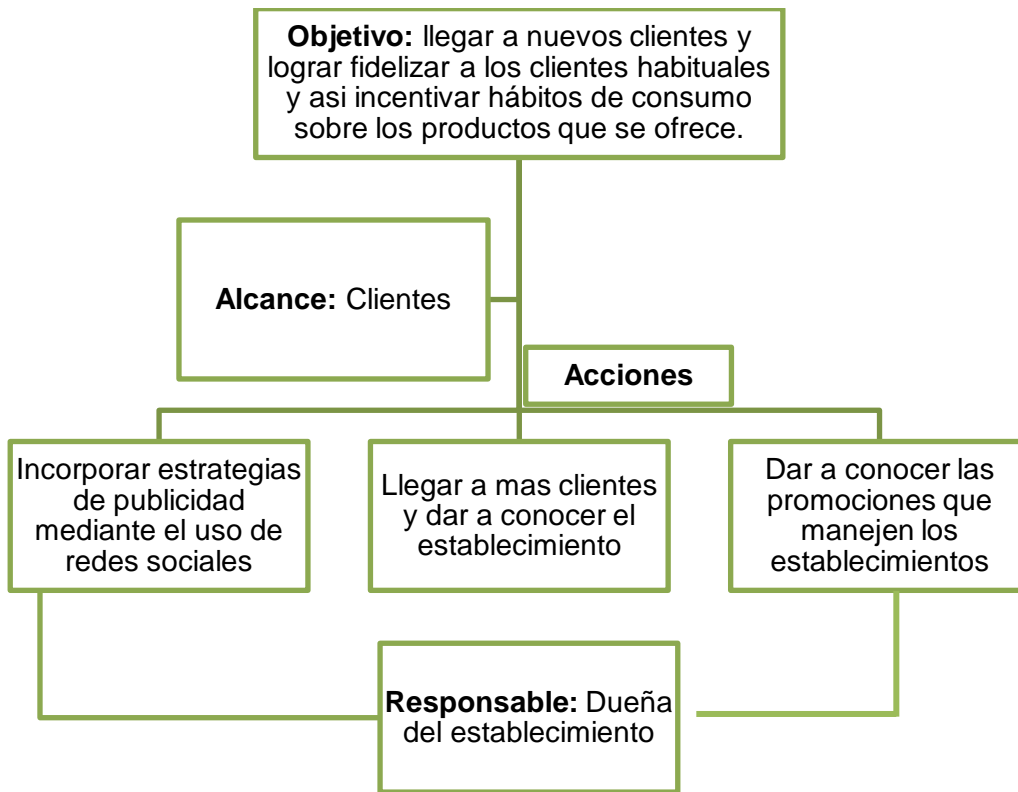 Objetivo: llegar a nuevos clientes y
lograr fidelizar a los clientes habituales
y asi incentivar hábitos de consumo
sobre los productos que se ofrece.
Alcance: Clientes
Acciones
Incorporar estrategias
de publicidad
mediante el uso de
redes sociales
Llegar a mas clientes
y dar a conocer el
establecimiento
Dar a conocer las
promociones que
manejen los
establecimientos
Responsable: Dueña
del establecimiento